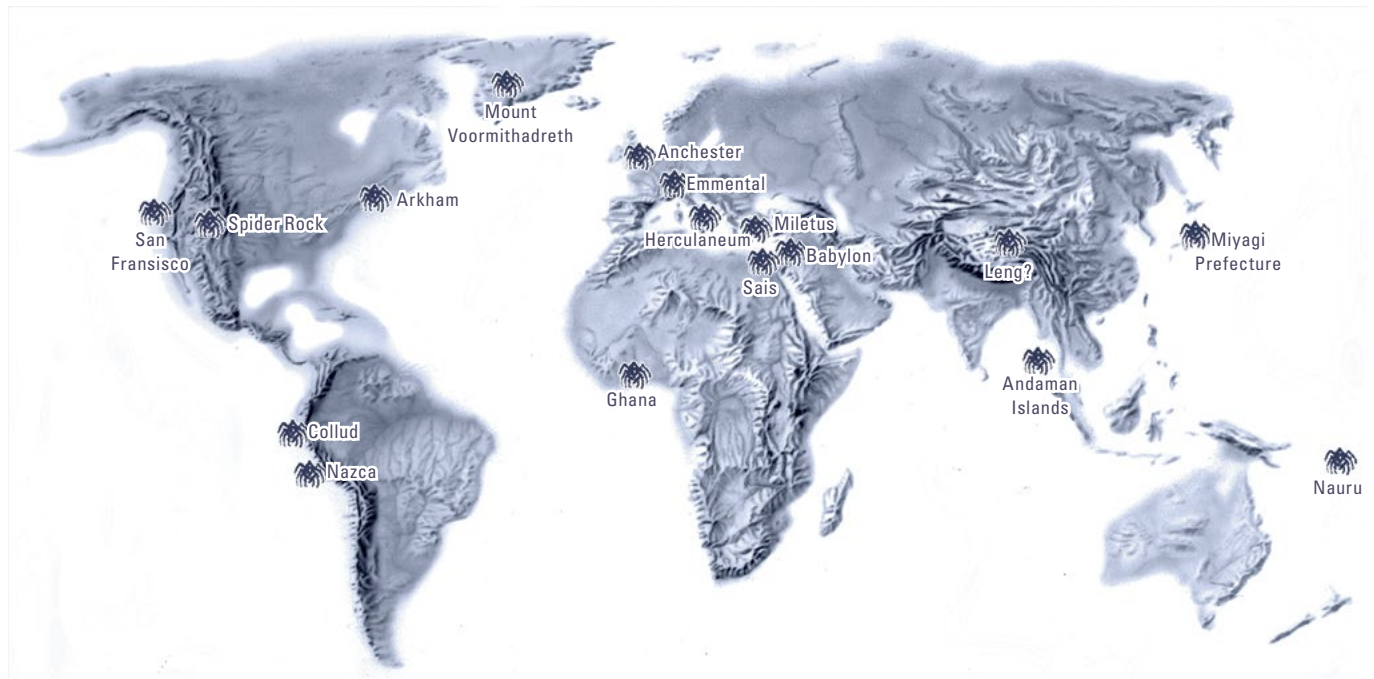 Mount
Voormithadreth
Anchester
Emmental
Arkham
Spider Rock
San
Fransisco
Herculaneum
Miletus
Babylon
Sais
Leng?
Miyagi
Prefecture
Ghana
Andaman
Islands
Collud
Nazca
Nauru